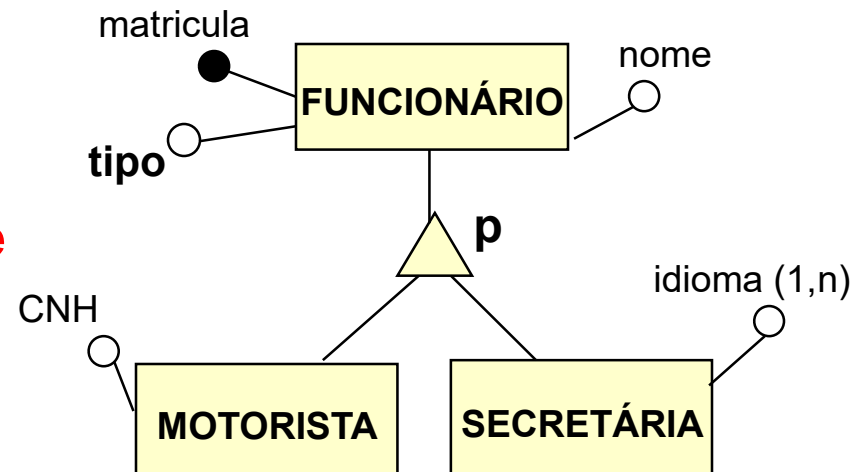 matricula
nome
FUNCIONÁRIO
tipo
p
e
idioma (1,n)
CNH
MOTORISTA
SECRETÁRIA